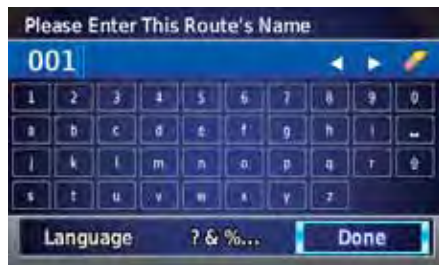 Please Enter This Route's Name
001
1 2 3 4 5 6 7 8 9 0
a b c d e f g h i
j k l m n o p q r
s t u v w x y z
Language ? & %... Done